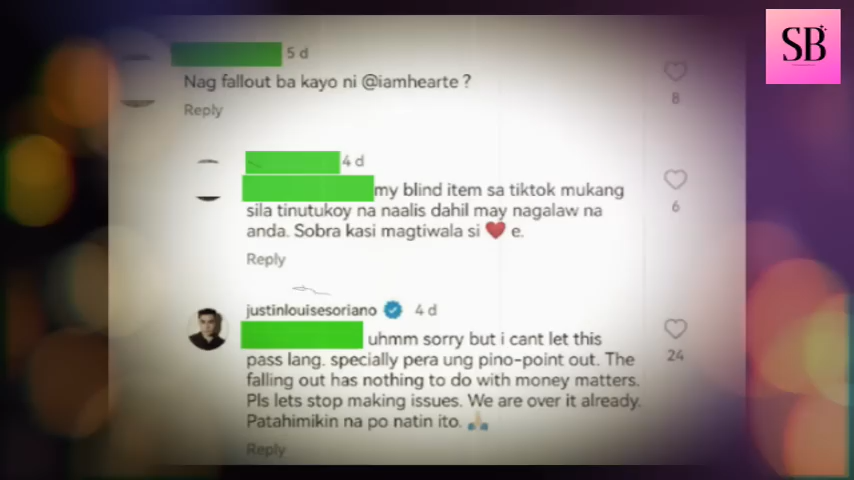 SB
5 d
Nag fallout ba kayo ni @iamhearte ?
8
Reply
4 d
my blind item sa tiktok mukang
sila tinutukoy na naalis dahil may nagalaw na
6
anda. Sobra kasi magtiwala si ❤️ e.
Reply
justinlouisesoriano 4 d
uhmm sorry but i cant let this
pass lang. specially pera ung pino-point out. The
24
falling out has nothing to do with money matters.
Pls lets stop making issues. We are over it already.
Patahimikin na po natin ito. 🙏🏼
Reply